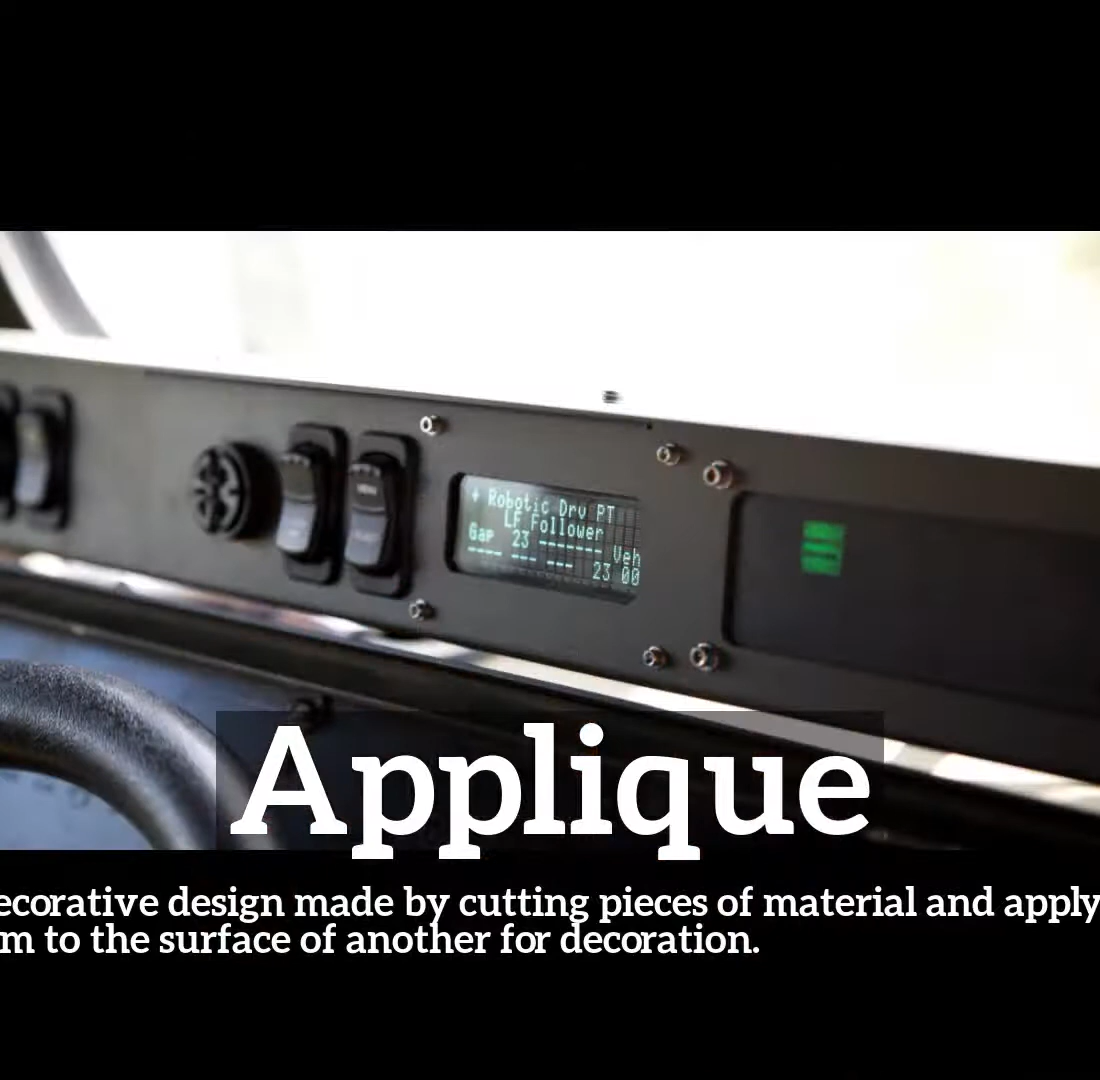 + Robotic Drv PT
LF Follower
Gap 23 -------
---- --- --- Veh
23 00
Applique
ecorative design made by cutting pieces of material and apply
m to the surface of another for decoration.